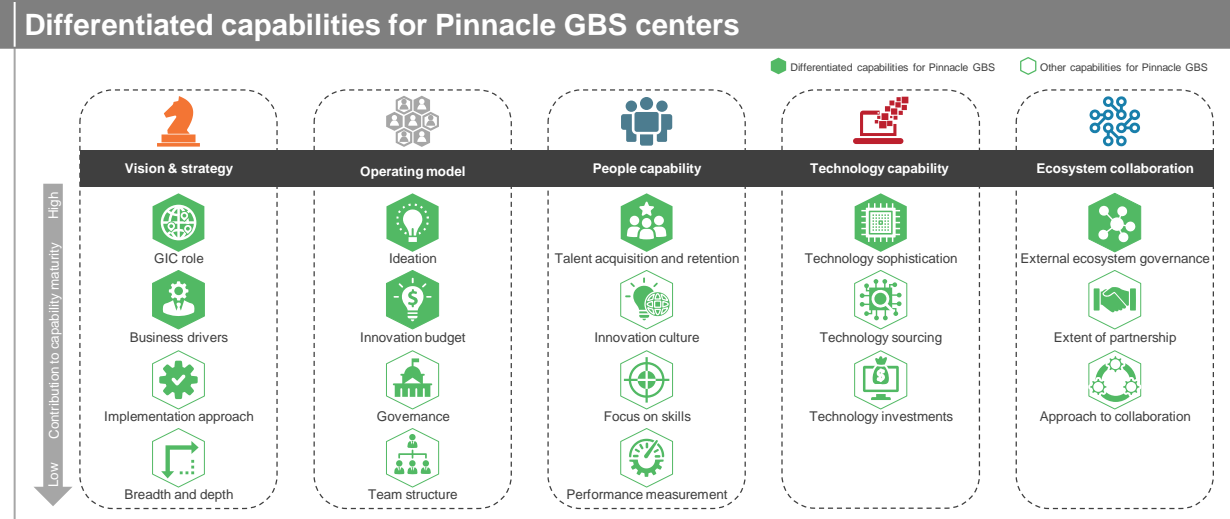 Differentiated capabilities for Pinnacle GBS centers
Differentiated capabilities for Pinnacle GBS
Other capabilities for Pinnacle GBS
Vision & strategy
Operating model
People capability
Technology capability
Ecosystem collaboration
High
Contribution to capability maturity
Low
GIC role
Ideation
Talent acquisition and retention
Technology sophistication
External ecosystem governance
Business drivers
Innovation budget
Innovation culture
Technology sourcing
Extent of partnership
Implementation approach
Governance
Focus on skills
Technology investments
Approach to collaboration
Breadth and depth
Team structure
Performance measurement